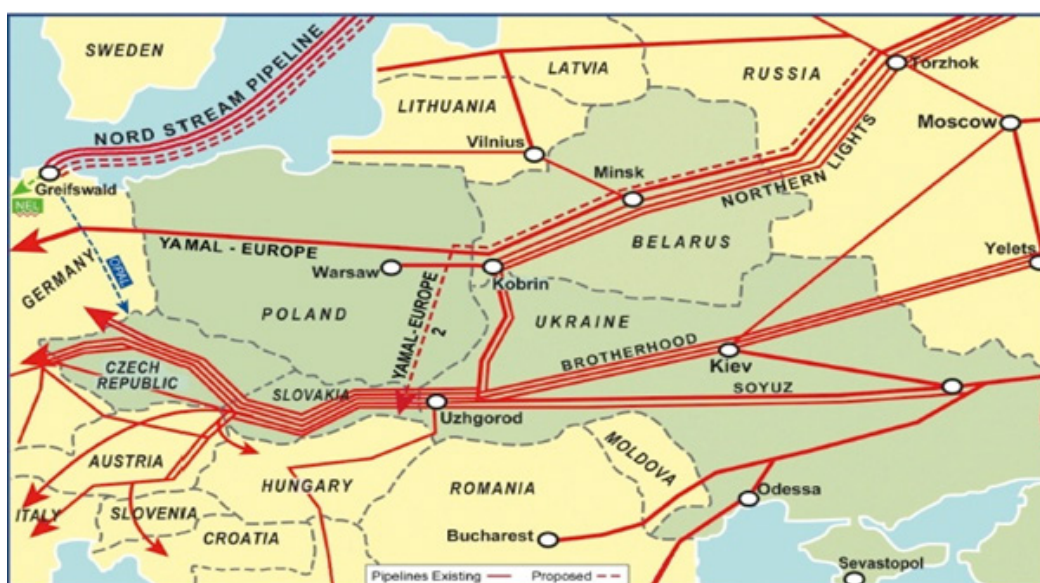 SWEDEN
NORD STREAM PIPELINE
LATVIA
RUSSIA
Torzhok
LITHUANIA
Moscow
Vilnius
Greifswald
Minsk
NORTHERN LIGHTS
NEL
YAMAL - EUROPE
BELARUS
Yelets
OPAL
Warsaw
Kobrin
GERMANY
POLAND
YAMAL-EUROPE 2
UKRAINE
BROTHERHOOD
Kiev
CZECH
REPUBLIC
SLOVAKIA
SOYUZ
Uzhgorod
AUSTRIA
HUNGARY
ROMANIA
MOLDOVA
Odessa
ITALY
SLOVENIA
CROATIA
Bucharest
Sevastopol
Pipelines Existing Proposed